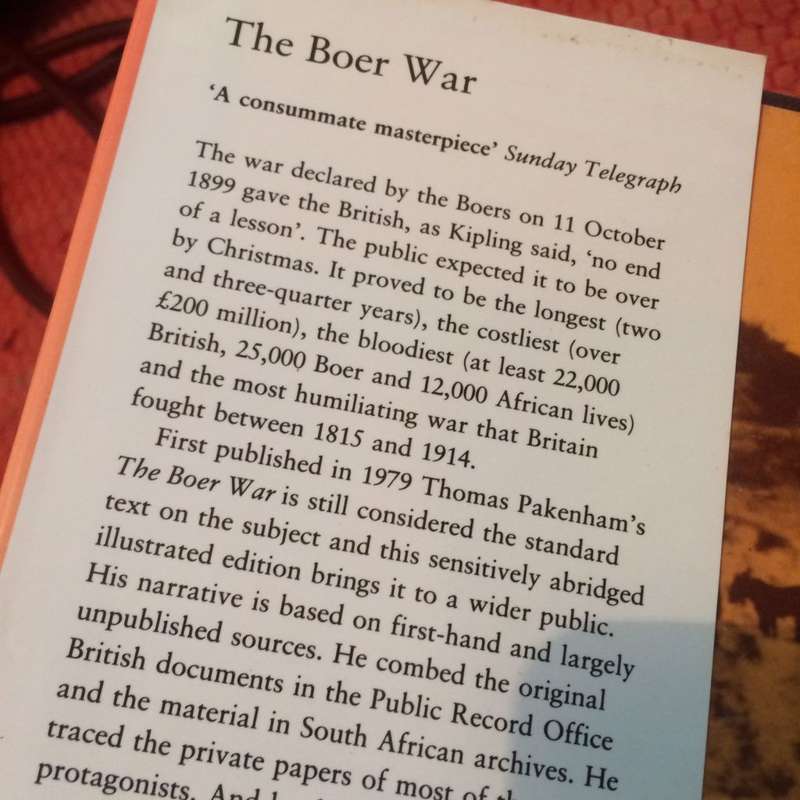 The Boer War
‘A consummate masterpiece’ Sunday Telegraph
The war declared by the Boers on 11 October
1899 gave the British, as Kipling said, ‘no end
of a lesson’. The public expected it to be over
by Christmas. It proved to be the longest (two
and three-quarter years), the costliest (over
£200 million), the bloodiest (at least 22,000
British, 25,000 Boer and 12,000 African lives)
and the most humiliating war that Britain
fought between 1815 and 1914.
First published in 1979 Thomas Pakenham’s
The Boer War is still considered the standard
text on the subject and this sensitively abridged
illustrated edition brings it to a wider public.
His narrative is based on first-hand and largely
unpublished sources. He combed the original
British documents in the Public Record Office
and the material in South African archives. He
traced the private papers of most of
protagonists. And